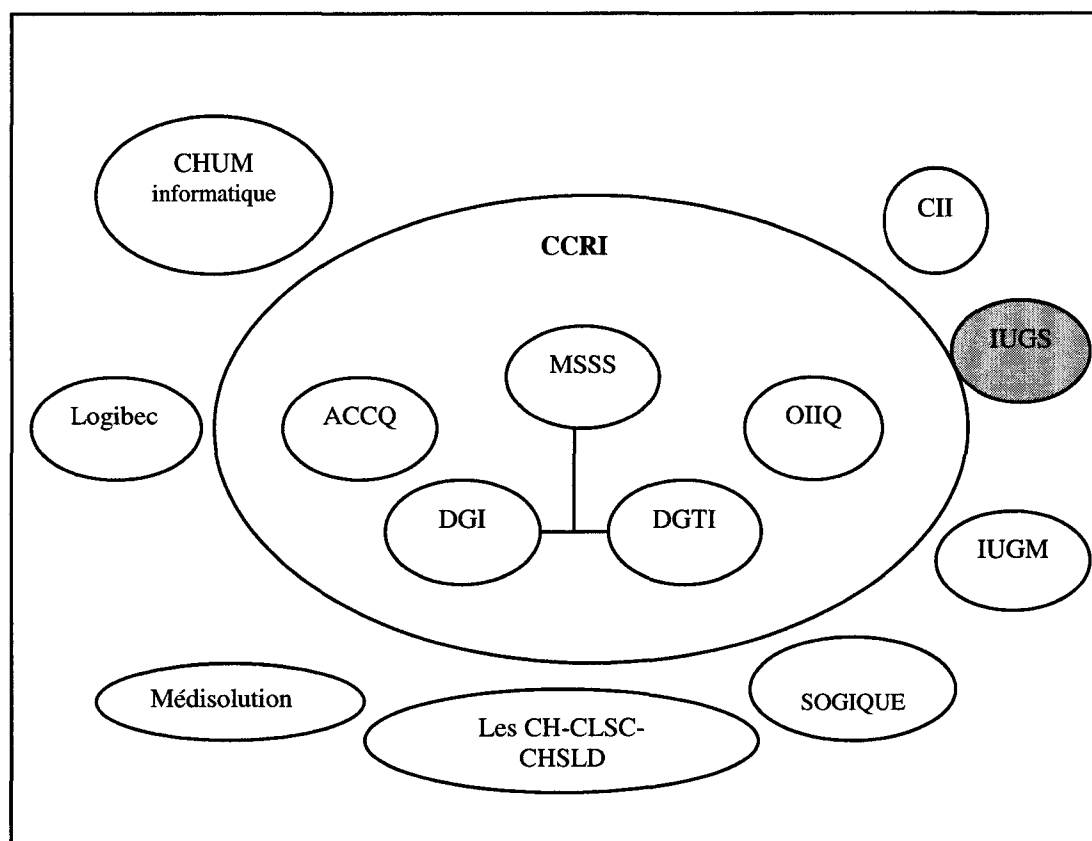 CHUM
informatique
CII
CCRI
IUGS
MSSS
Logibec
ACCQ
OIIQ
DGI
DGTI
IUGM
Médisolution
SOGIQUE
Les CH-CLSC-
CHSLD